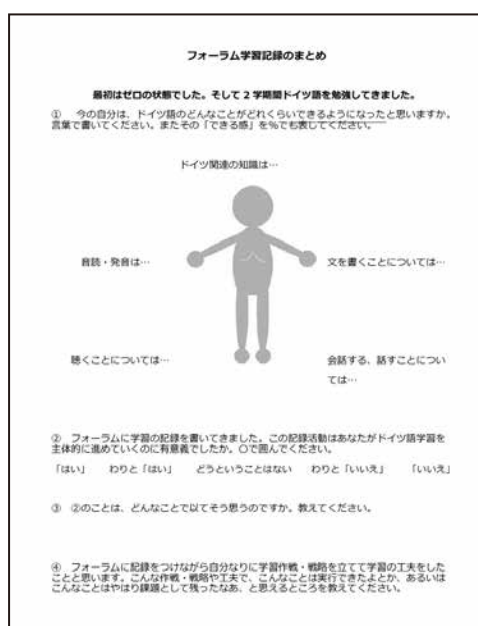 フォーラム学習記録のまとめ
最初はゼロの状態でした。そして 2 学期間ドイツ語を勉強してきました。
① 今の自分は、ドイツ語のどんなことがどれくらいできるようになったと思いますか。
言葉で書いてください。またその「できる感」を％でも表してください。
ドイツ関連の知識は…
音読・発音は…
文を書くことについては…
聴くことについては…
会話する、話すことについ
ては…
② フォーラムに学習の記録を書いてきました。この記録活動はあなたがドイツ語学習を
主体的に進めていくのに有意義でしたか。〇で囲んでください。
「はい」 わりと「はい」 どうということはない わりと「いいえ」 「いいえ」
③ ②のことは、どんなことで以てそう思うのですか。教えてください。
④ フォーラムに記録をつけながら自分なりに学習作戦・戦略を立てて学習の工夫をした
ことと思います。こんな作戦・戦略や工夫で、こんなことは実行できたよとか、あるいは
こんなことはやはり課題として残ったなあ、と思えるところを教えてください。